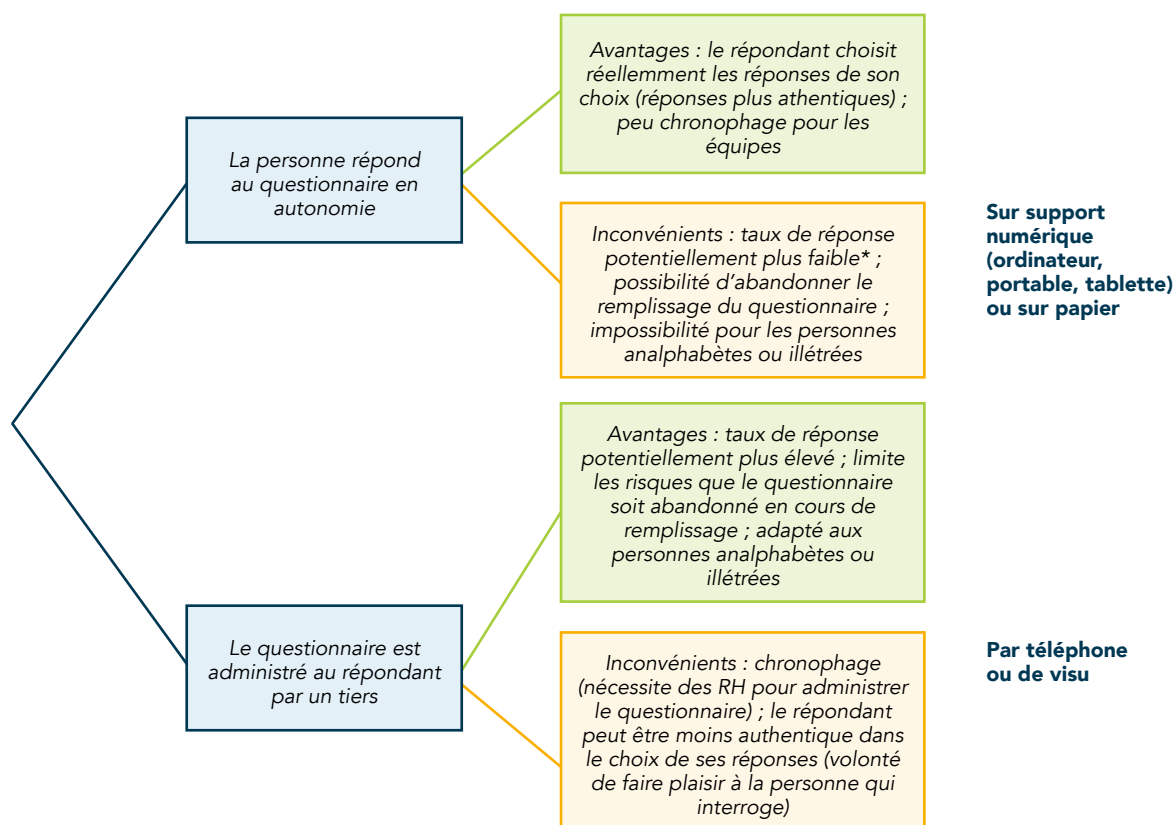 Avantages : le répondant choisit
réellemment les réponses de son
choix (réponses plus athentiques) ;
peu chronophage pour les
équipes
La personne répond
au questionnaire en
autonomie
Inconvénients : taux de réponse
potentiellement plus faible* ;
possibilité d’abandonner le
remplissage du questionnaire ;
impossibilité pour les personnes
analphabètes ou illétrées
Sur support
numérique
(ordinateur,
portable, tablette)
ou sur papier
Avantages : taux de réponse
potentiellement plus élevé ; limite
les risques que le questionnaire
soit abandonné en cours de
remplissage ; adapté aux
personnes analphabètes ou
illétrées
Le questionnaire est
administré au répondant
par un tiers
Inconvénients : chronophage
(nécessite des RH pour administrer
le questionnaire) ; le répondant
peut être moins authentique dans
le choix de ses réponses (volonté
de faire plaisir à la personne qui
interroge)
Par téléphone
ou de visu